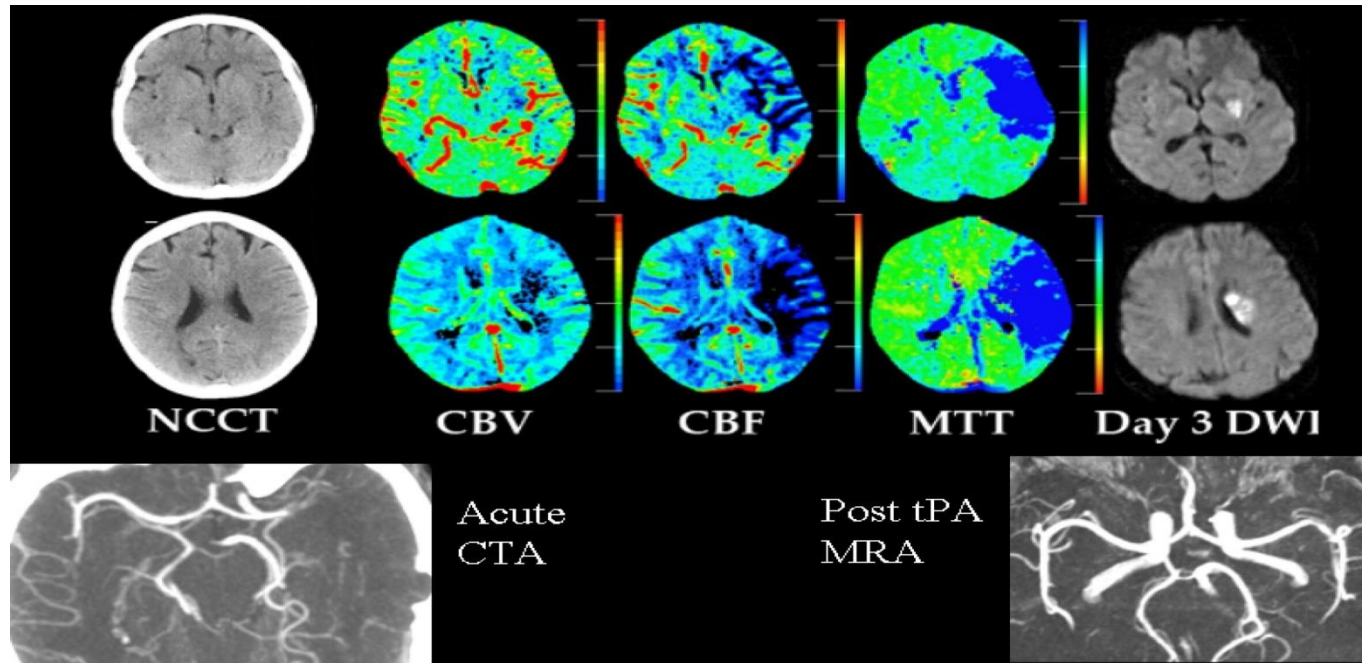 NCCT
CBV
CBF
MTT
Day 3 DWI
Acute
CTA
Post tPA
MRA